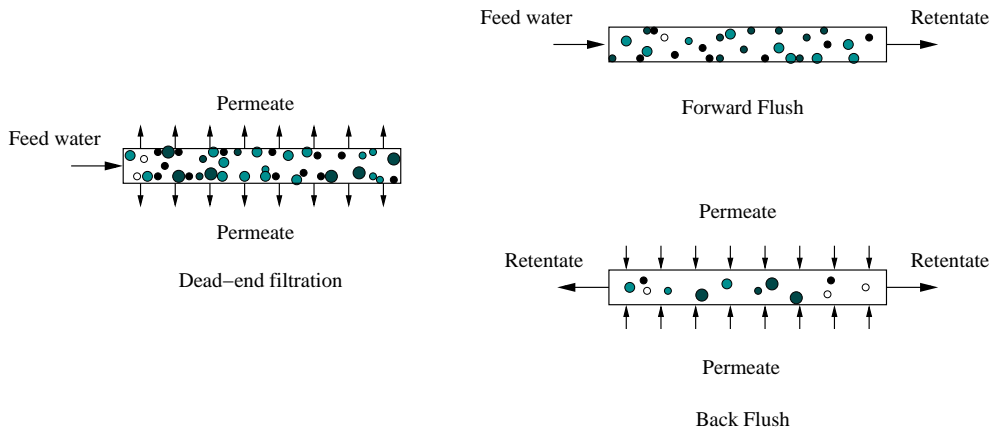 Permeate
Feed water
Permeate
Dead−end filtration
Feed water
Retentate
Forward Flush
Permeate
Retentate
Retentate
Permeate
Back Flush